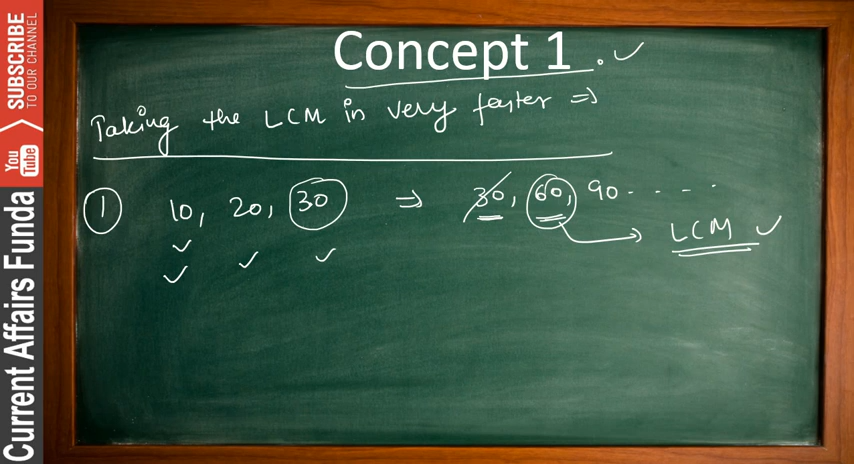 Concept 1.
Taking the LCM in very faster ⇒
1 10, 20, 30 ⇒ 30, 60, 90.....
LCM
SUBSCRIBE
TO OUR CHANNEL
You Tube
Current Affairs Funda